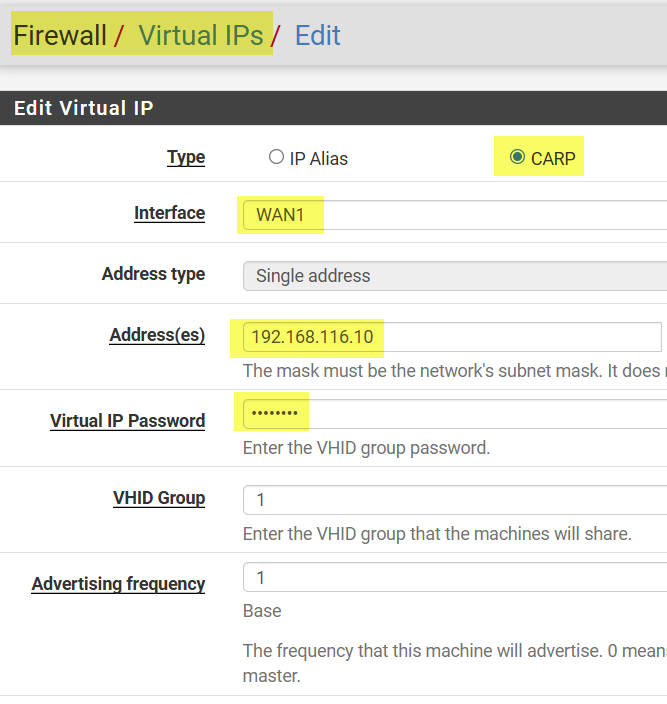 Firewall / Virtual IPs / Edit
Edit Virtual IP
Type IP Alias CARP
Interface WAN1
Address type Single address
Address(es) 192.168.116.10
The mask must be the network's subnet mask. It does
Virtual IP Password ••••••••
Enter the VHID group password.
VHID Group 1
Enter the VHID group that the machines will share.
Advertising frequency 1
Base
The frequency that this machine will advertise. 0 means
master.